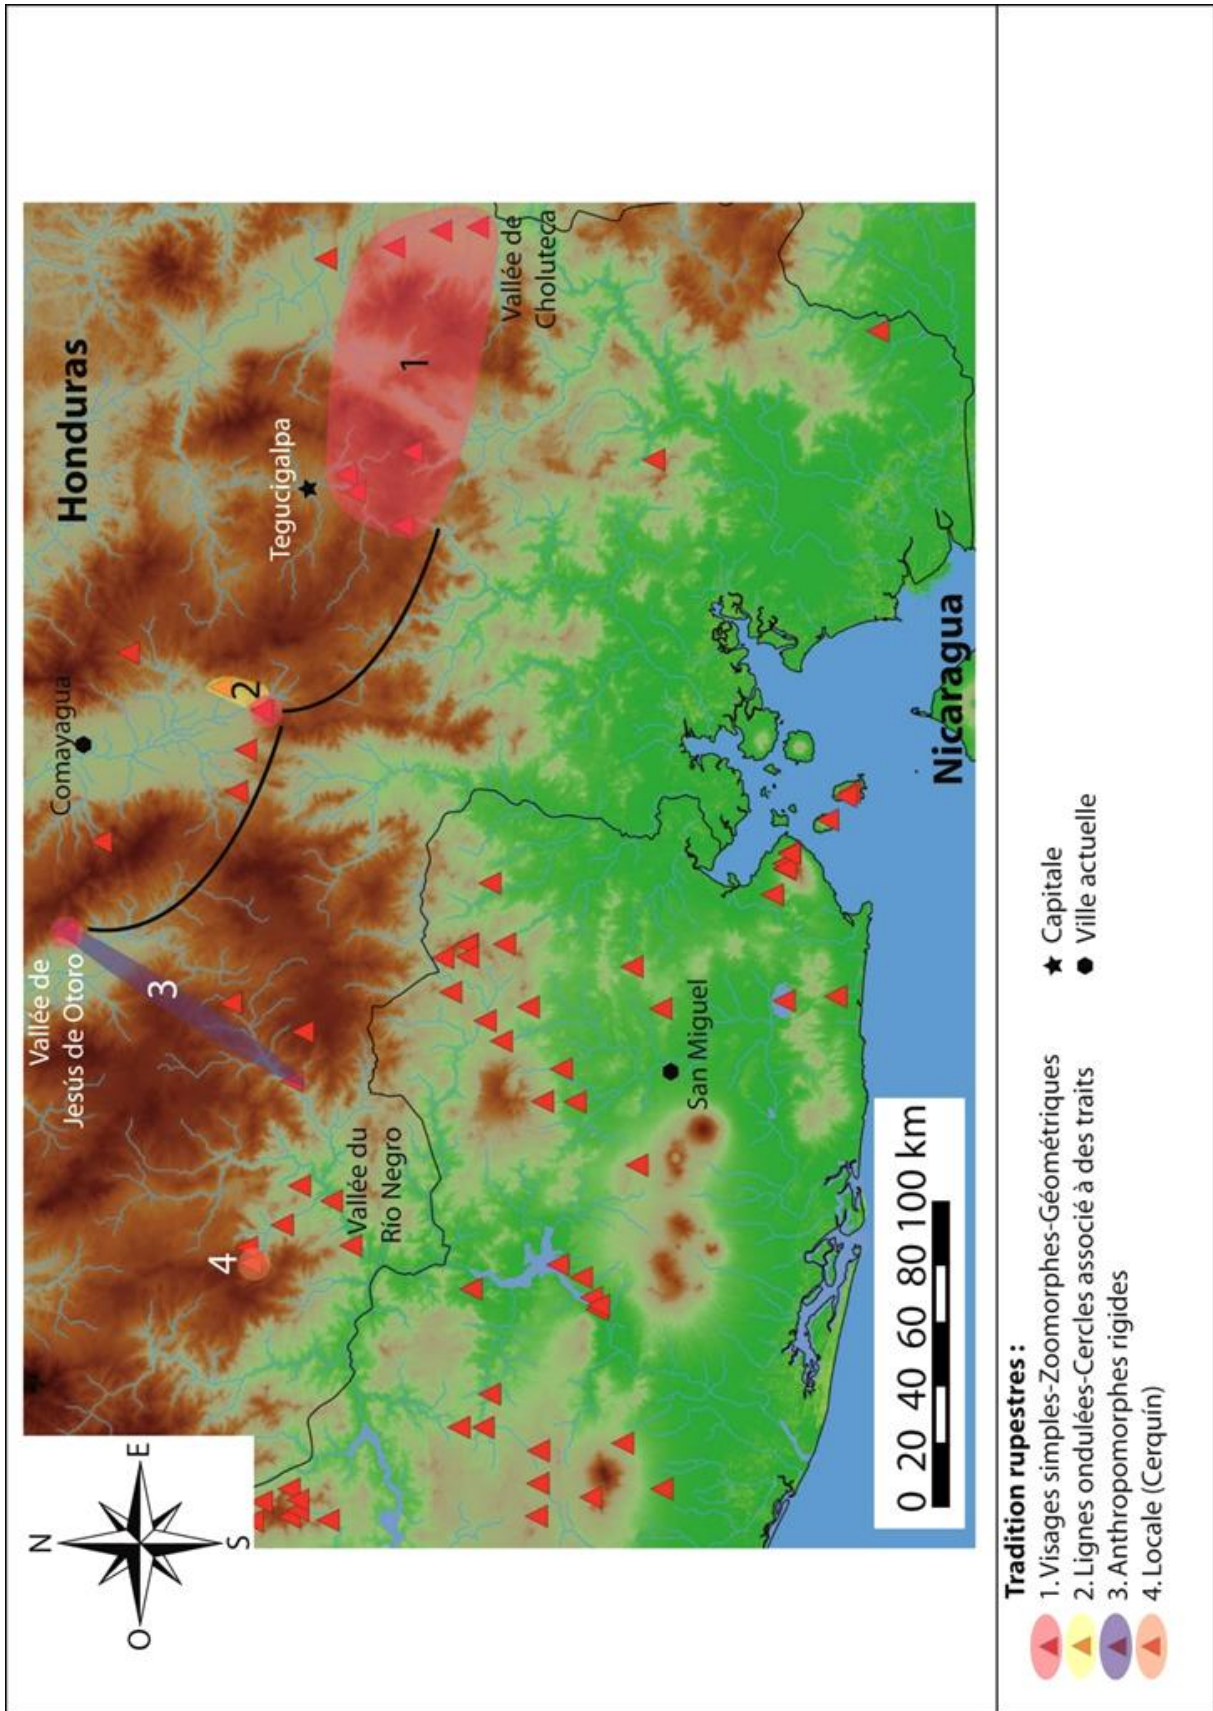 Honduras
Comayagua
Vallée de
Jesús de Otoro
Tegucigalpa
1
2
3
4
Vallée de
Choluteca
Vallée du
Río Negro
San Miguel
Nicaragua
N
O
E
S
0 20 40 60 80 100 km
Tradition rupestres :
1. Visages simples-Zoomorphes-Géométriques
2. Lignes ondulées-Cercles associé à des traits
3. Anthropomorphes rigides
4. Locale (Cerquín)
Capitale
Ville actuelle